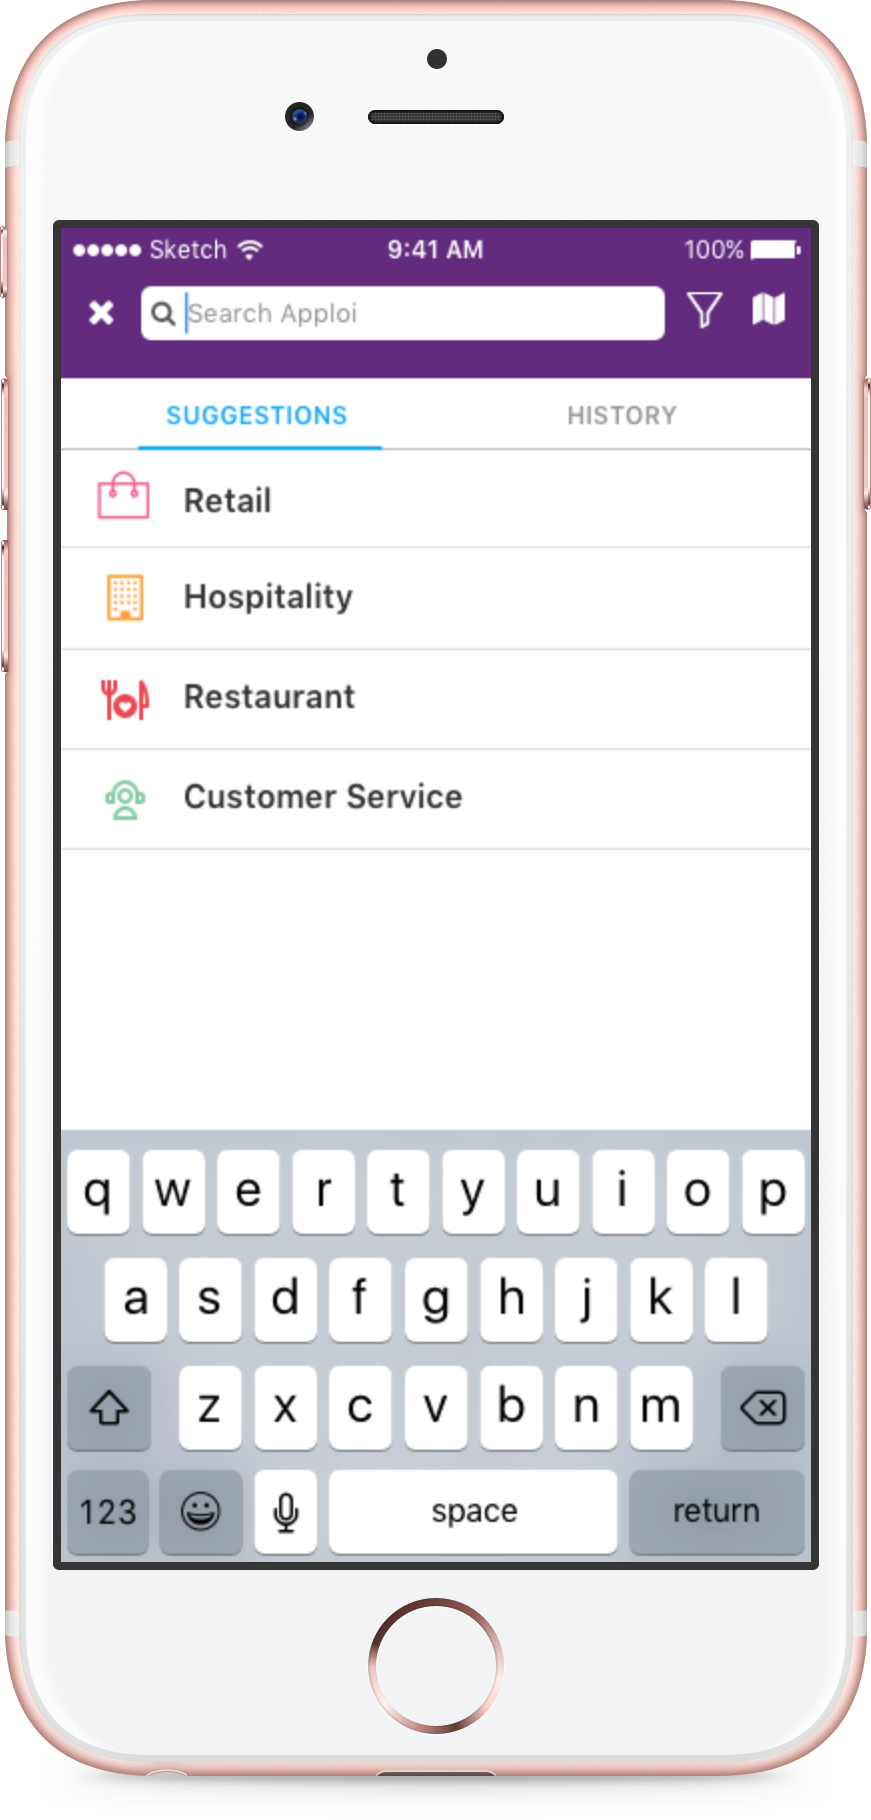 Sketch 9:41 AM 100%
Search Apploi
SUGGESTIONS HISTORY
Retail
Hospitality
Restaurant
Customer Service
q w e r t y u i o p
a s d f g h j k l
z x c v b n m
123 space return